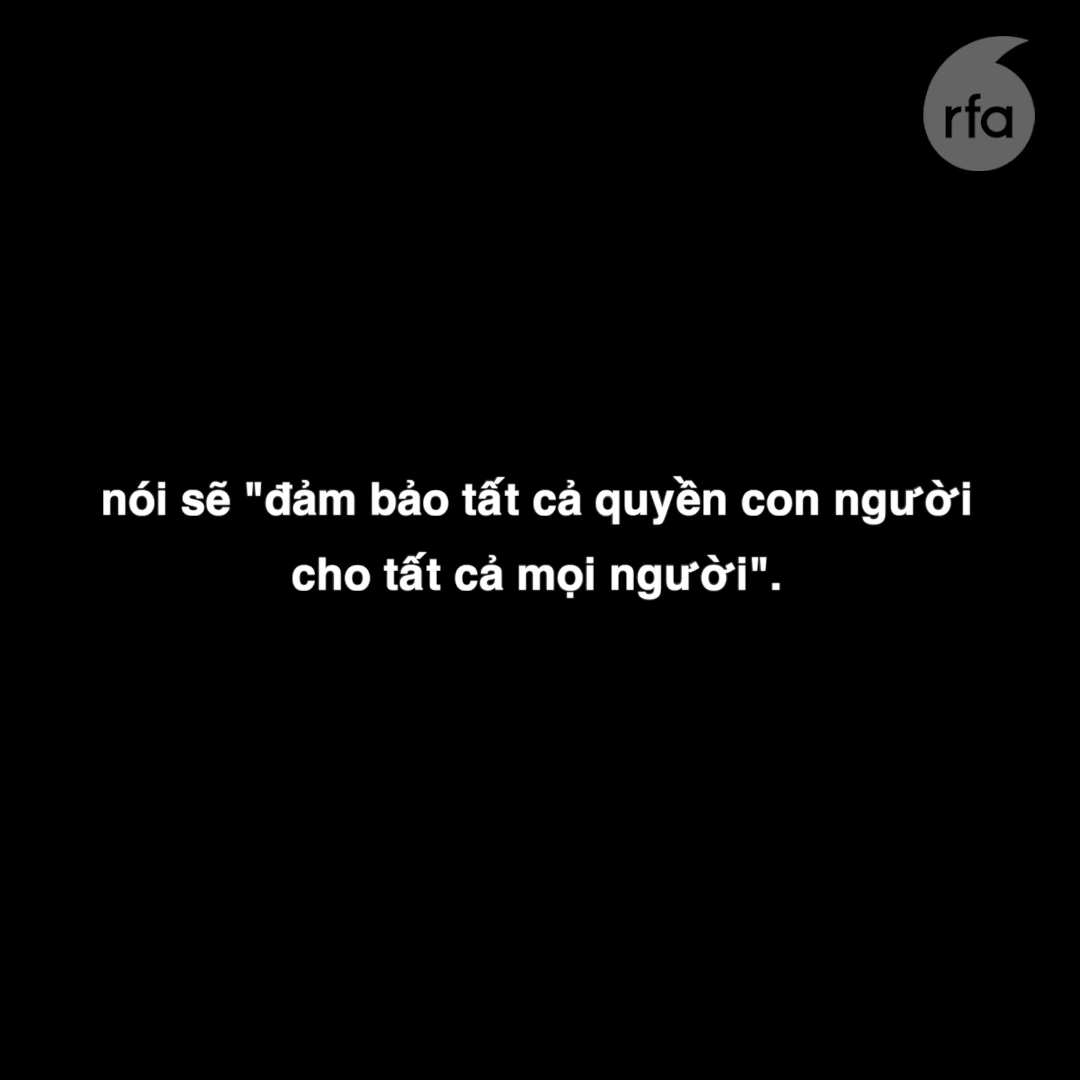 rfa
nói sẽ "đảm bảo tất cả quyền con người
cho tất cả mọi người".